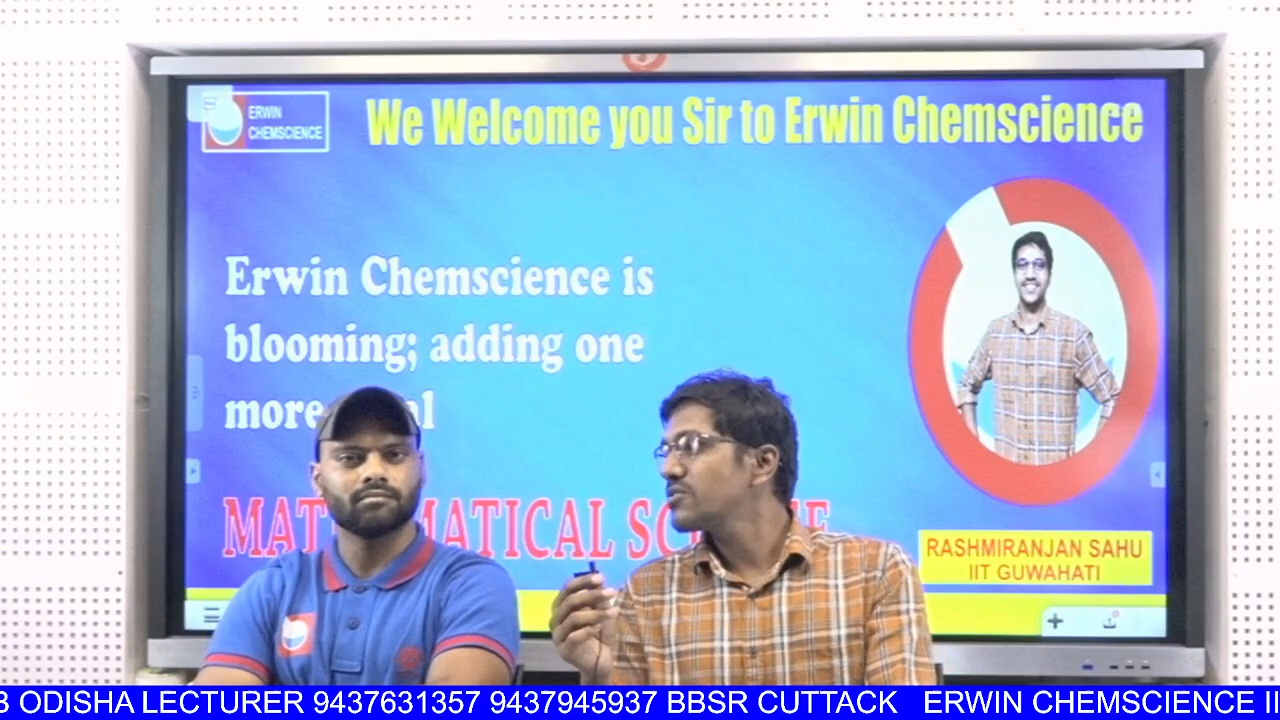 ERWIN
CHEMSCIENCE
We Welcome you Sir to Erwin Chemscience
Erwin Chemscience is
blooming; adding one
more
RASHMIRANJAN SAHU
IIT GUWAHATI
ODISHA LECTURER 9437631357 9437945937 BBSR CUTTACK ERWIN CHEMSCIENCE